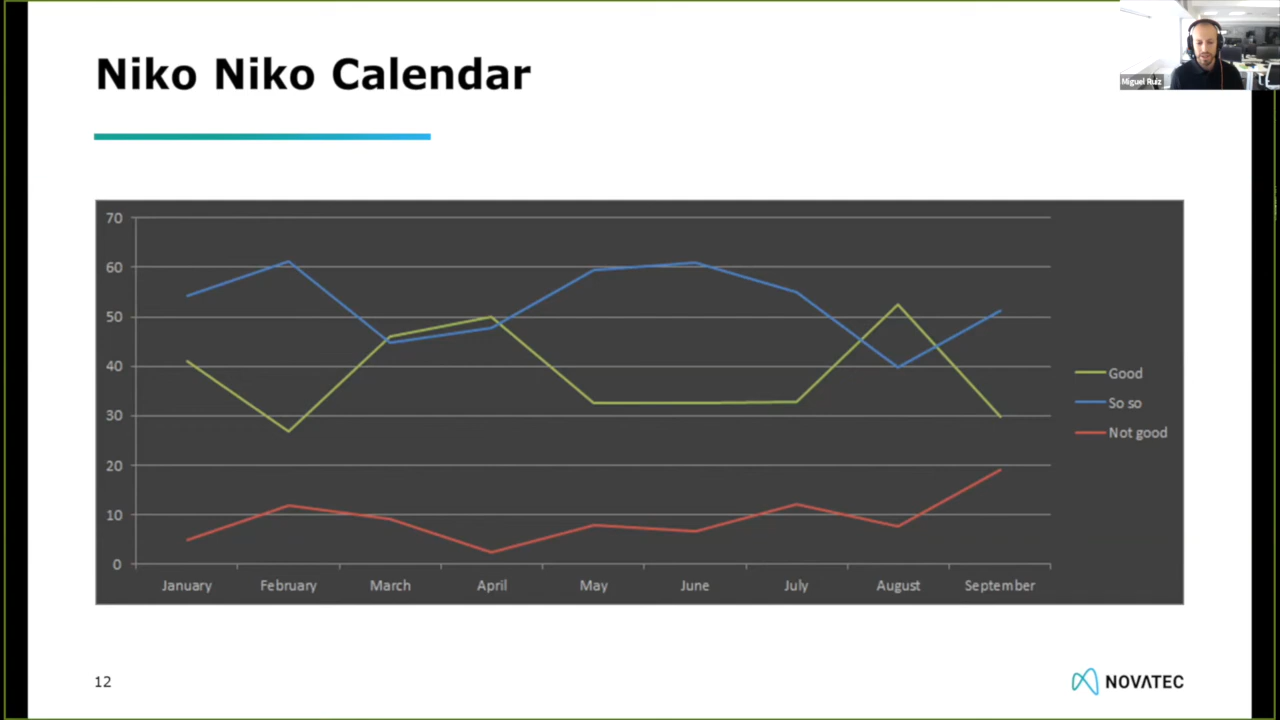 Niko Niko Calendar
Miguel Ruiz
70
60
50
40
30
20
10
0
January February March April May June July August September
Good
So so
Not good
12
NOVATEC